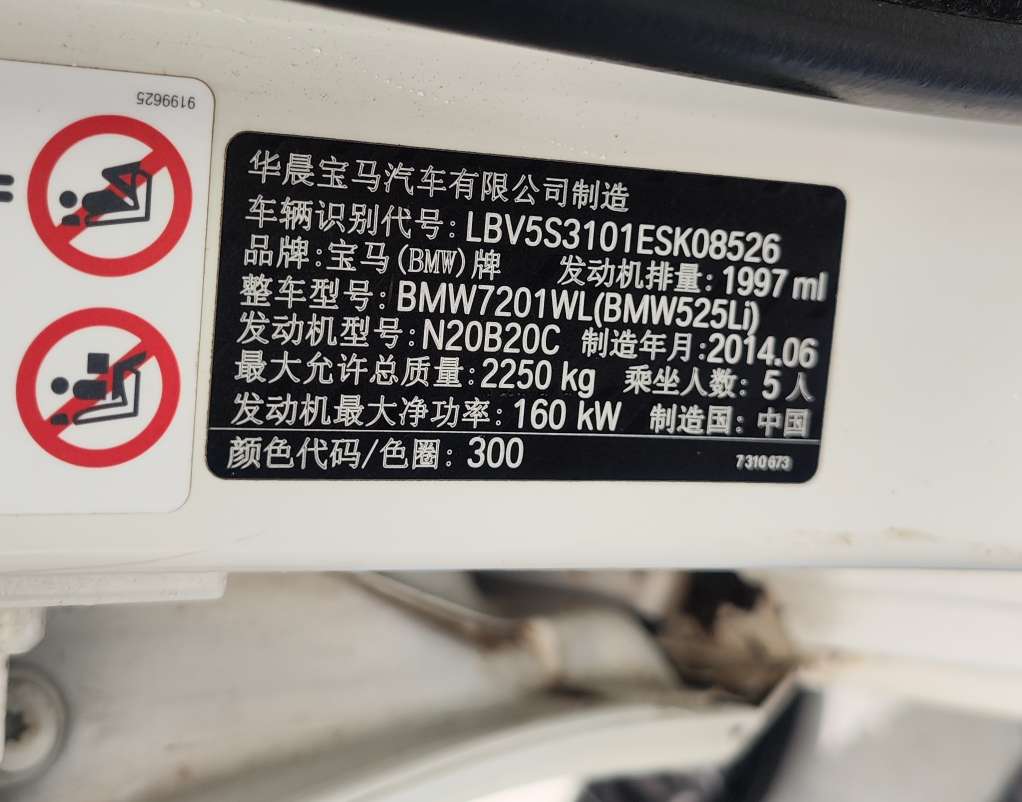 9199625
华晨宝马汽车有限公司制造
车辆识别代号: LBV5S3101ESK08526
品牌: 宝马(BMW)牌 发动机排量: 1997 ml
整车型号: BMW7201WL(BMW525Li)
发动机型号: N20B20C 制造年月: 2014.06
最大允许总质量: 2250 kg 乘坐人数: 5人
发动机最大净功率: 160 kW 制造国: 中国
颜色代码/色圈: 300 7310673